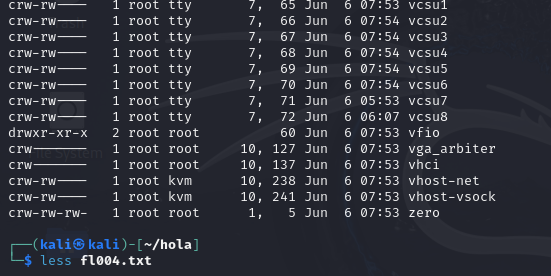 crw-rw---- 1 root tty 7, 65 Jun 6 07:53 vcsu1
crw-rw---- 1 root tty 7, 66 Jun 6 07:54 vcsu2
crw-rw---- 1 root tty 7, 67 Jun 6 07:54 vcsu3
crw-rw---- 1 root tty 7, 68 Jun 6 07:54 vcsu4
crw-rw---- 1 root tty 7, 69 Jun 6 07:54 vcsu5
crw-rw---- 1 root tty 7, 70 Jun 6 07:54 vcsu6
crw-rw---- 1 root tty 7, 71 Jun 6 05:53 vcsu7
crw-rw---- 1 root tty 7, 72 Jun 6 06:07 vcsu8
drwxr-xr-x 2 root root 60 Jun 6 07:53 vfio
crw------- 1 root root 10, 127 Jun 6 07:53 vga_arbiter
crw------- 1 root root 10, 137 Jun 6 07:53 vhci
crw-rw---- 1 root kvm 10, 238 Jun 6 07:53 vhost-net
crw-rw---- 1 root kvm 10, 241 Jun 6 07:53 vhost-vsock
crw-rw-rw- 1 root root 1, 5 Jun 6 07:53 zero
┌──(kali㉿kali)-[~/hola]
└─$ less fl004.txt